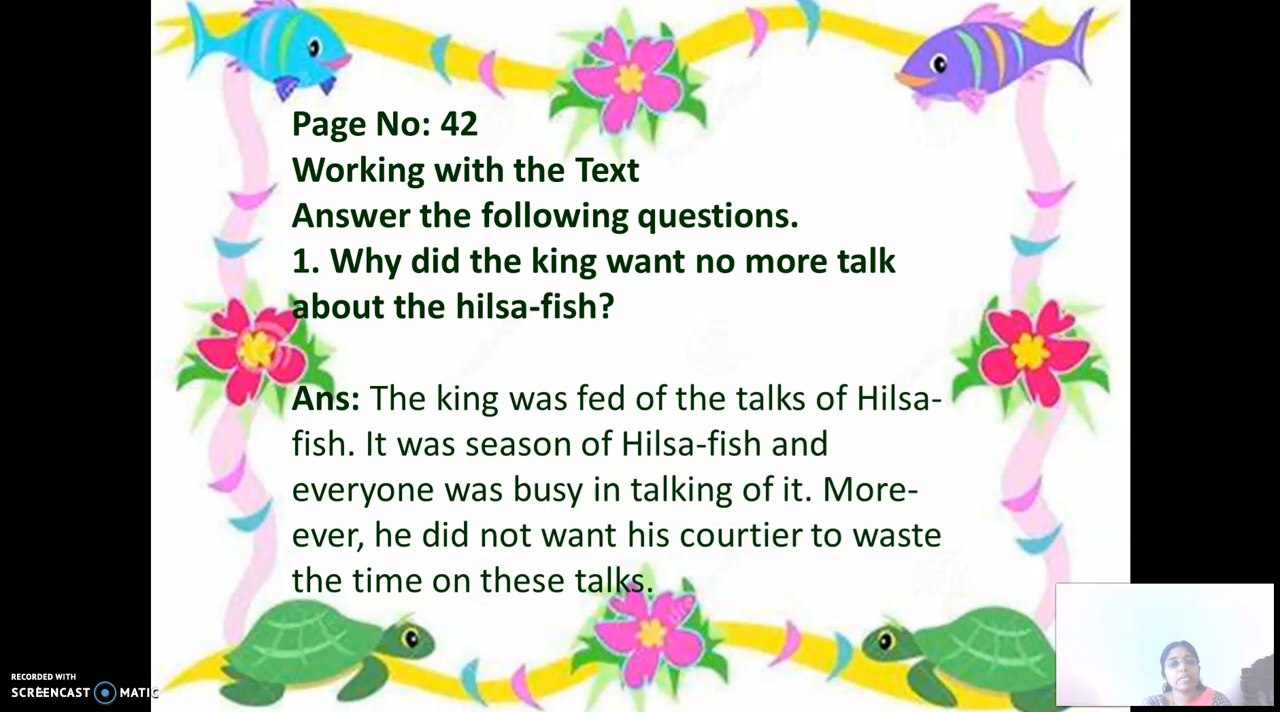 Page No: 42
Working with the Text
Answer the following questions.
1. Why did the king want no more talk
about the hilsa-fish?
Ans: The king was fed of the talks of Hilsa-
fish. It was season of Hilsa-fish and
everyone was busy in talking of it. More-
ever, he did not want his courtier to waste
the time on these talks.
RECORDED WITH
SCREENCAST MATIC